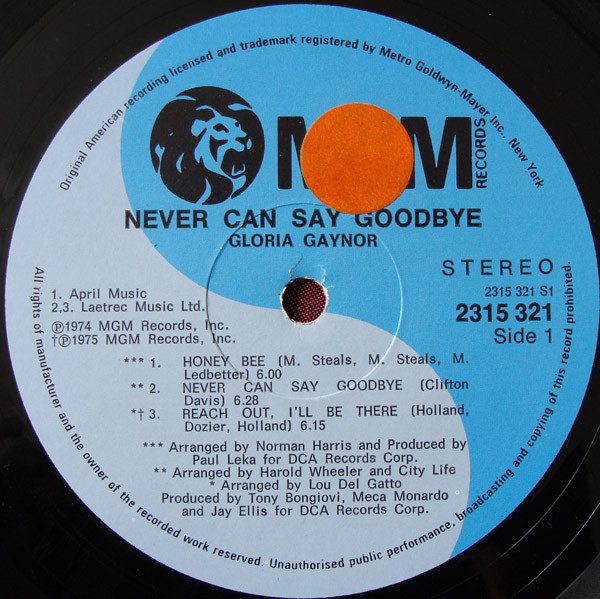 Original American recording licensed and trademark registered by Metro Goldwyn-Mayer Inc., New York
M M
RECORDS
NEVER CAN SAY GOODBYE
GLORIA GAYNOR
STEREO
2315 321 S1
2315 321
Side 1
1. April Music
2,3. Laetrec Music Ltd.
℗1974 MGM Records, Inc.
†℗1975 MGM Records, Inc.
*** 1. HONEY BEE (M. Steals, M. Steals, M.
Ledbetter) 6.00
** 2. NEVER CAN SAY GOODBYE (Clifton
Davis) 6.28
*† 3. REACH OUT, I'LL BE THERE (Holland,
Dozier, Holland) 6.15
*** Arranged by Norman Harris and Produced by
Paul Leka for DCA Records Corp.
** Arranged by Harold Wheeler and City Life
* Arranged by Lou Del Gatto
Produced by Tony Bongiovi, Meca Monardo
and Jay Ellis for DCA Records Corp.
All rights of manufacturer and the owner of the recorded work reserved. Unauthorised public performance, broadcasting and copying of this record prohibited.